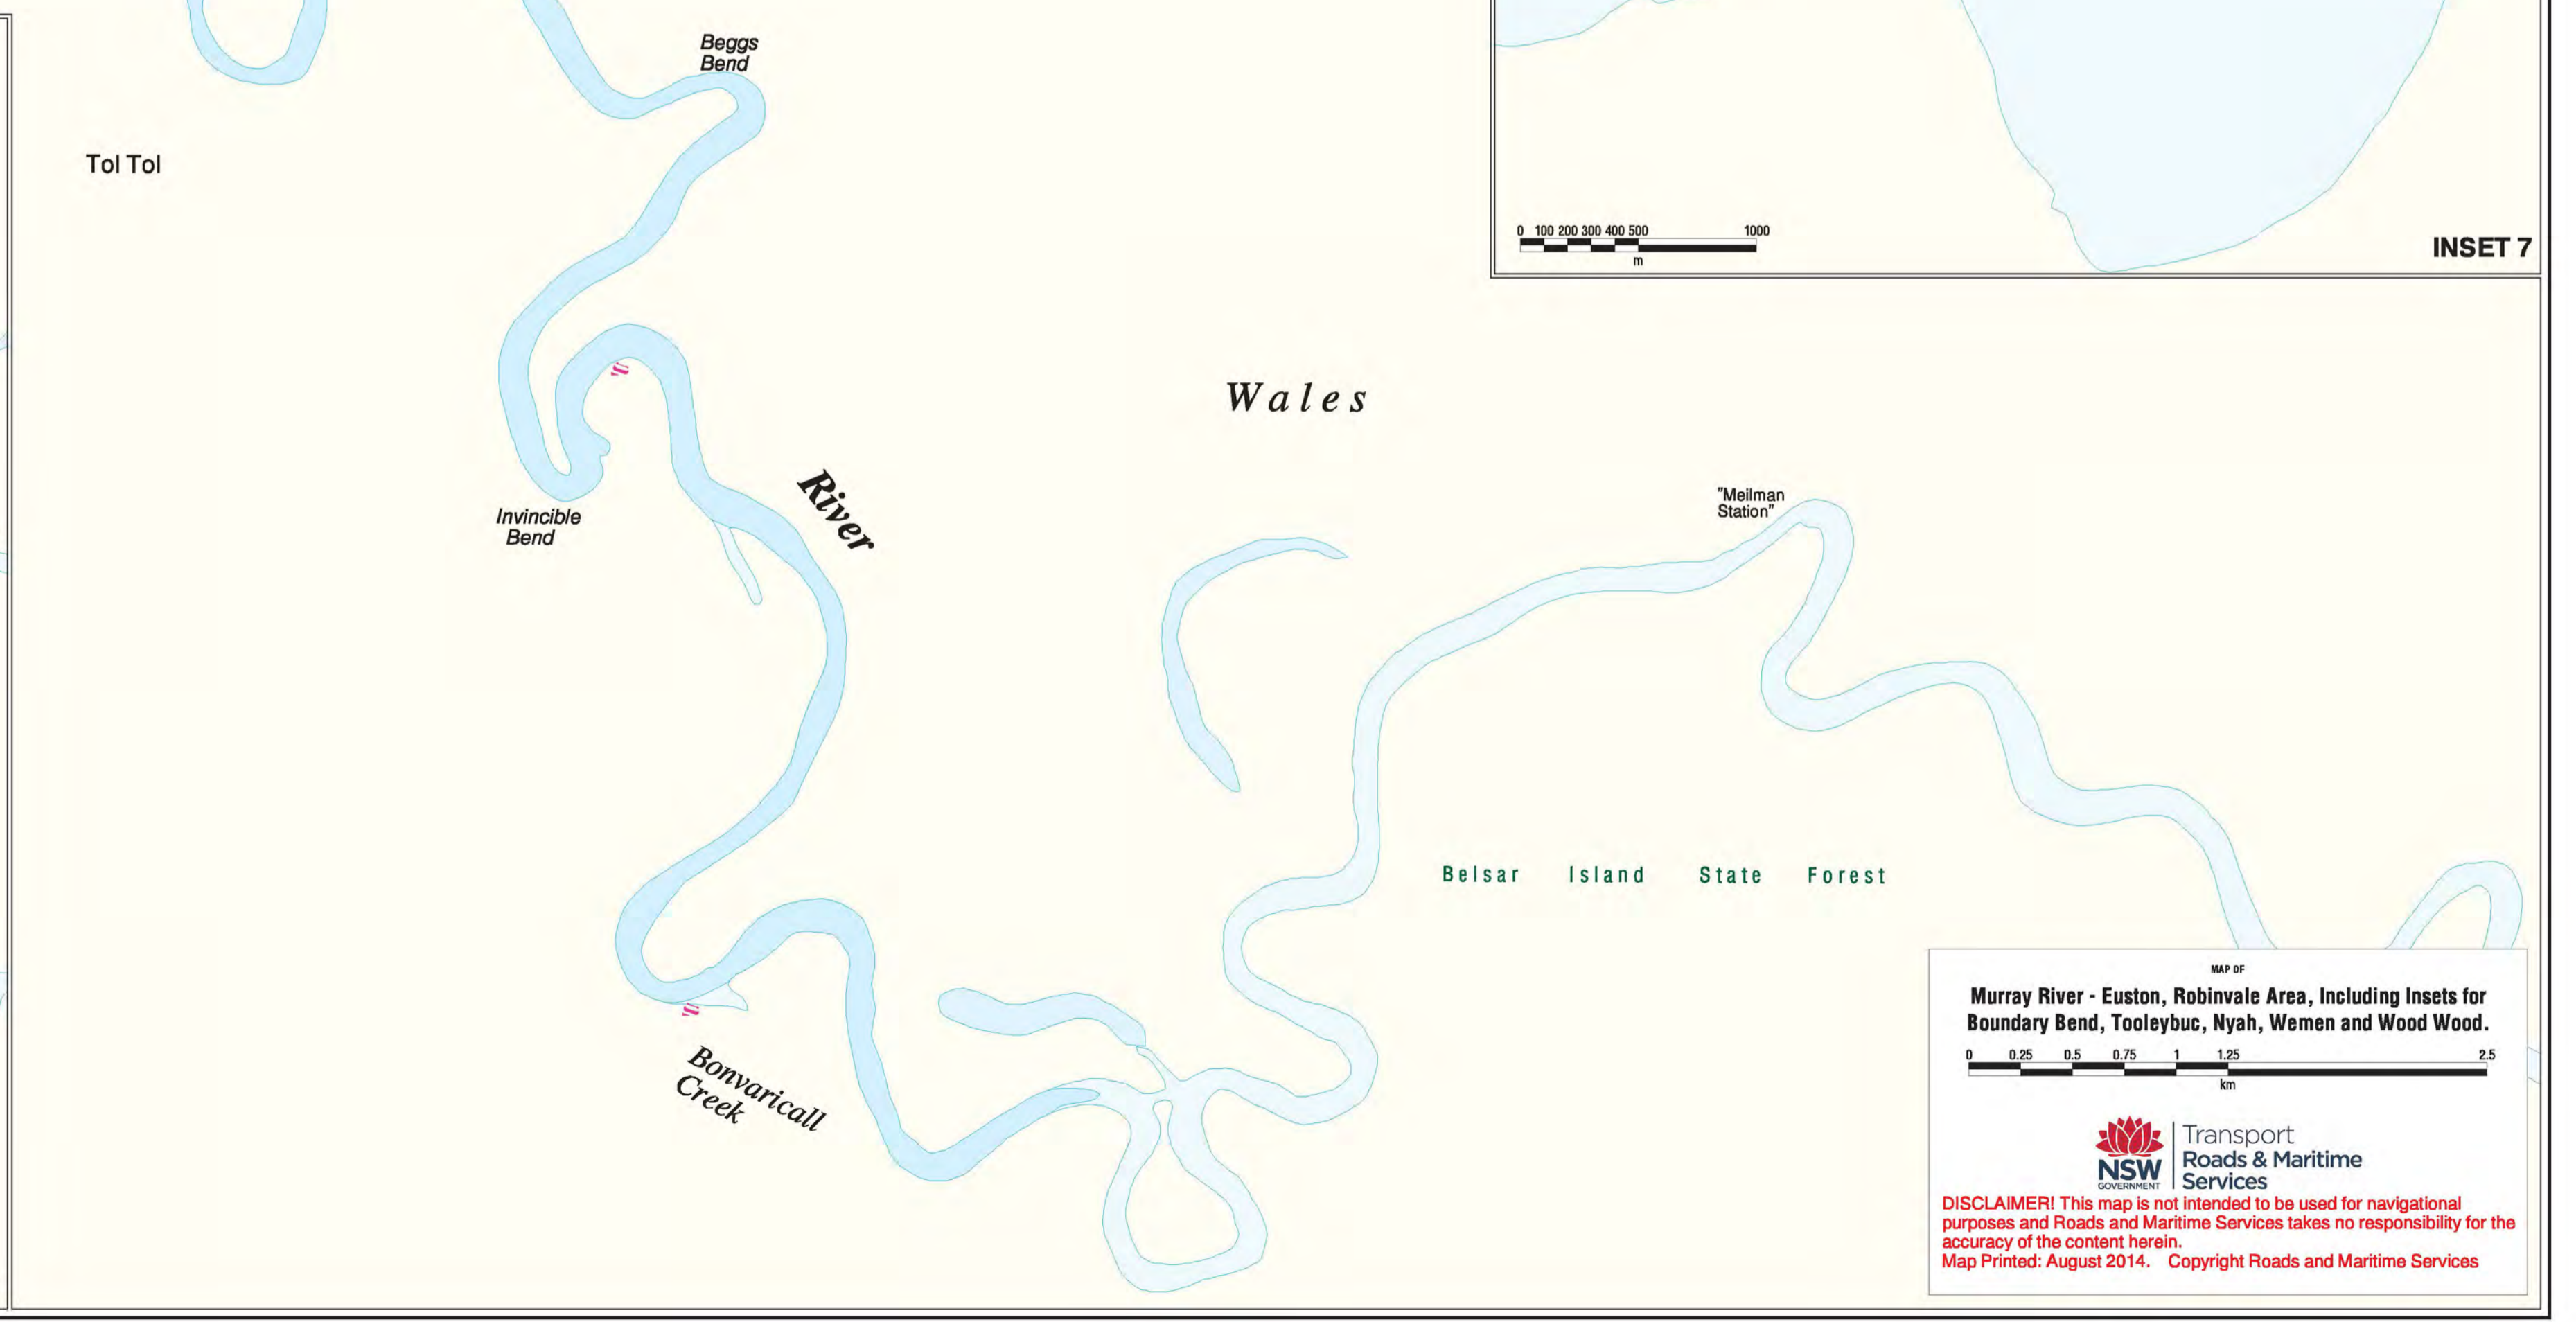 Beggs
Bend
Tol Tol
0 100 200 300 400 500 1000
m
INSET 7
Wales
River
"Meilman
Station"
Invincible
Bend
Belsar Island State Forest
Bonvaricall
Creek
MAP OF
Murray River - Euston, Robinvale Area, Including Insets for
Boundary Bend, Tooleybuc, Nyah, Wemen and Wood Wood.
0 0.25 0.5 0.75 1 1.25 2.5
km
NSW
GOVERNMENT
Transport
Roads & Maritime
Services
DISCLAIMER! This map is not intended to be used for navigational
purposes and Roads and Maritime Services takes no responsibility for the
accuracy of the content herein.
Map Printed: August 2014. Copyright Roads and Maritime Services